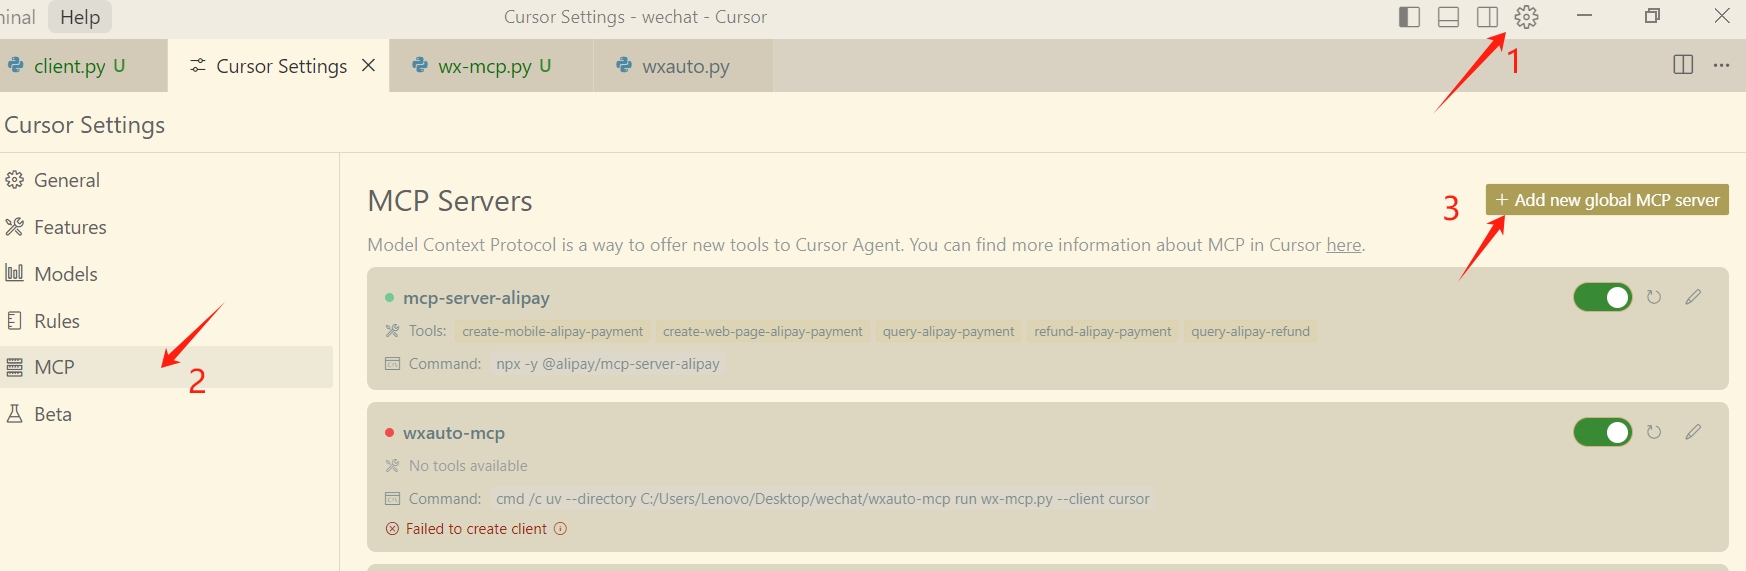 Help
Cursor Settings - wechat - Cursor
client.py U
Cursor Settings
wx-mcp.py U
wxauto.py
1
Cursor Settings
General
Features
Models
Rules
MCP
2
Beta
MCP Servers
3
+ Add new global MCP server
Model Context Protocol is a way to offer new tools to Cursor Agent. You can find more information about MCP in Cursor here.
mcp-server-alipay
Tools: create-mobile-alipay-payment create-web-page-alipay-payment query-alipay-payment refund-alipay-payment query-alipay-refund
Command: npx -y @alipay/mcp-server-alipay
wxauto-mcp
No tools available
Command: cmd /c uv --directory C:/Users/Lenovo/Desktop/wechat/wxauto-mcp run wx-mcp.py --client cursor
Failed to create client